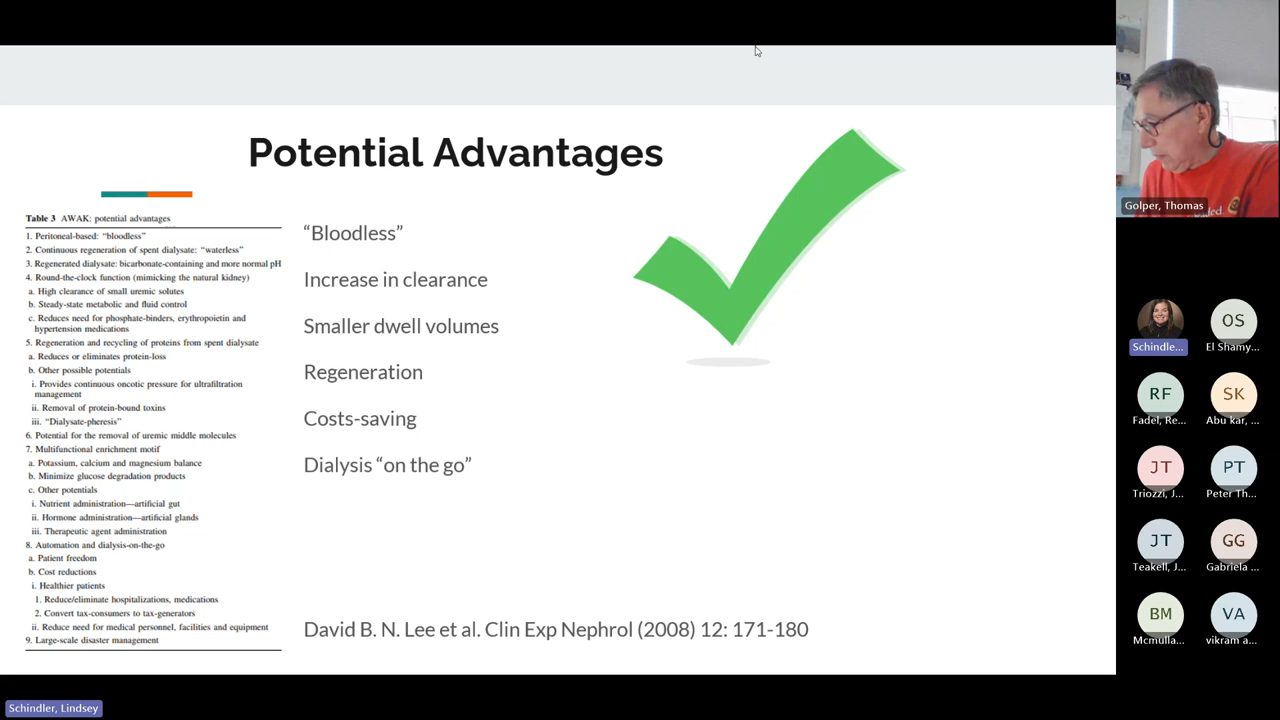 Potential Advantages
Table 3 AWAK: potential advantages
1. Peritoneal-based: “bloodless”
2. Continuous regeneration of spent dialysate: “waterless”
3. Regenerated dialysate: bicarbonate-containing and more normal pH
4. Round-the-clock function (mimicking the natural kidney)
a. High clearance of small uremic solutes
b. Steady-state metabolic and fluid control
c. Reduces need for phosphate-binders, erythropoietin and
hypertension medications
5. Regeneration and recycling of proteins from spent dialysate
a. Reduces or eliminates protein-loss
b. Other possible potentials
i. Provides continuous oncotic pressure for ultrafiltration
management
ii. Removal of protein-bound toxins
iii. “Dialysate-pheresis”
6. Potential for the removal of uremic middle molecules
7. Multifunctional enrichment motif
a. Potassium, calcium and magnesium balance
b. Minimize glucose degradation products
c. Other potentials
i. Nutrient administration—artificial gut
ii. Hormone administration—artificial glands
iii. Therapeutic agent administration
8. Automation and dialysis-on-the-go
a. Patient freedom
b. Cost reductions
i. Healthier patients
1. Reduce/eliminate hospitalizations, medications
2. Convert tax-consumers to tax-generators
ii. Reduce need for medical personnel, facilities and equipment
9. Large-scale disaster management
“Bloodless”
Increase in clearance
Smaller dwell volumes
Regeneration
Costs-saving
Dialysis “on the go”
David B. N. Lee et al. Clin Exp Nephrol (2008) 12: 171-180
Golper, Thomas
Schindle...
OS
El Shamy...
RF
Fadel, Re...
SK
Abu kar, ...
JT
Triozzi, J...
PT
Peter Th...
JT
Teakell, J...
GG
Gabriela ...
BM
Mcmulla...
VA
vikram a...
Schindler, Lindsey